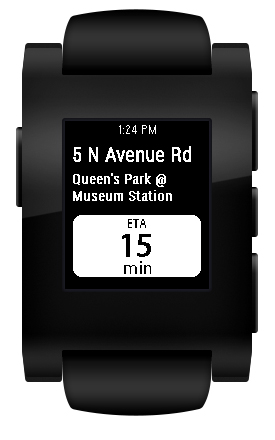 1:24 PM
5 N Avenue Rd
Queen's Park @
Museum Station
ETA
15
min